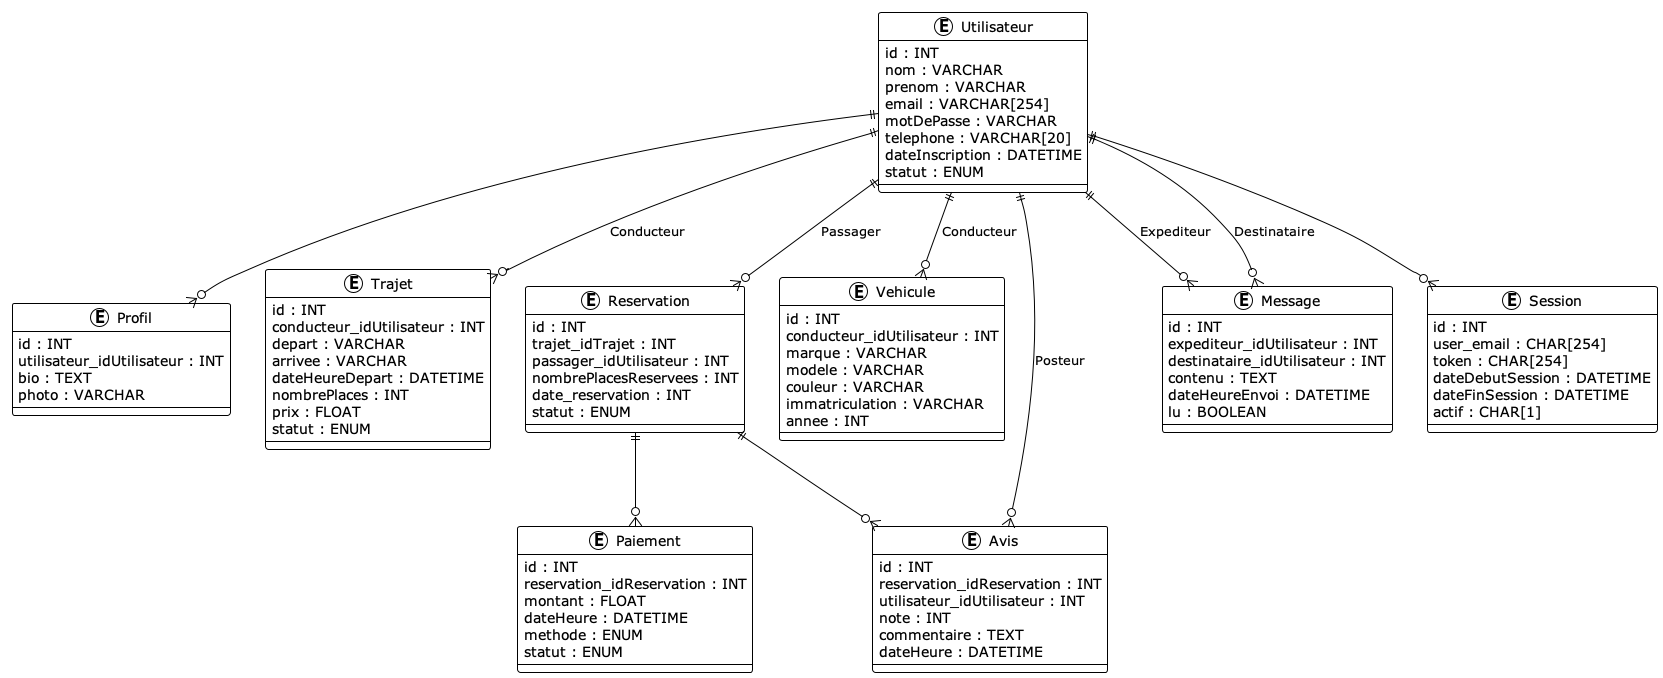 E Utilisateur
id : INT
nom : VARCHAR
prenom : VARCHAR
email : VARCHAR[254]
motDePasse : VARCHAR
telephone : VARCHAR[20]
dateInscription : DATETIME
statut : ENUM
Conducteur
Passager
Conducteur
Expediteur
Destinataire
E Profil
id : INT
utilisateur_idUtilisateur : INT
bio : TEXT
photo : VARCHAR
E Trajet
id : INT
conducteur_idUtilisateur : INT
depart : VARCHAR
arrivee : VARCHAR
dateHeureDepart : DATETIME
nombrePlaces : INT
prix : FLOAT
statut : ENUM
E Reservation
id : INT
trajet_idTrajet : INT
passager_idUtilisateur : INT
nombrePlacesReservees : INT
date_reservation : INT
statut : ENUM
E Vehicule
id : INT
conducteur_idUtilisateur : INT
marque : VARCHAR
modele : VARCHAR
couleur : VARCHAR
immatriculation : VARCHAR
annee : INT
Posteur
E Message
id : INT
expediteur_idUtilisateur : INT
destinataire_idUtilisateur : INT
contenu : TEXT
dateHeureEnvoi : DATETIME
lu : BOOLEAN
E Session
id : INT
user_email : CHAR[254]
token : CHAR[254]
dateDebutSession : DATETIME
dateFinSession : DATETIME
actif : CHAR[1]
E Paiement
id : INT
reservation_idReservation : INT
montant : FLOAT
dateHeure : DATETIME
methode : ENUM
statut : ENUM
E Avis
id : INT
reservation_idReservation : INT
utilisateur_idUtilisateur : INT
note : INT
commentaire : TEXT
dateHeure : DATETIME